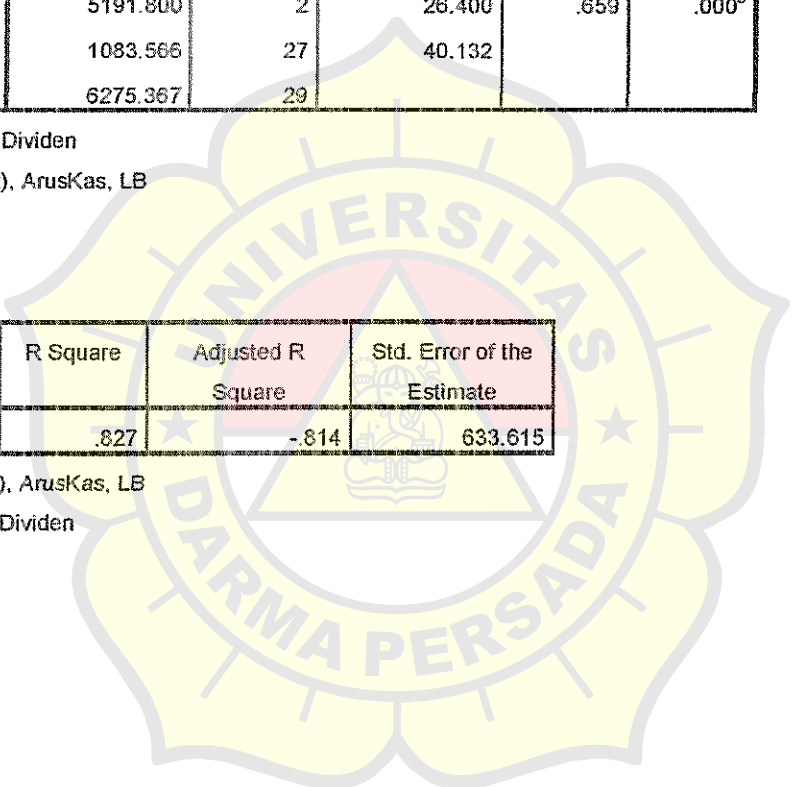 5191.800 2 26.400 .659 .000
1083.566 27 40.132
6275.367 29
Dividen
), ArusKas, LB
R Square Adjusted R Square Std. Error of the Estimate
.827 -.814 633.615
), ArusKas, LB
Dividen
UNIVERSITAS
DARMA PERSADA